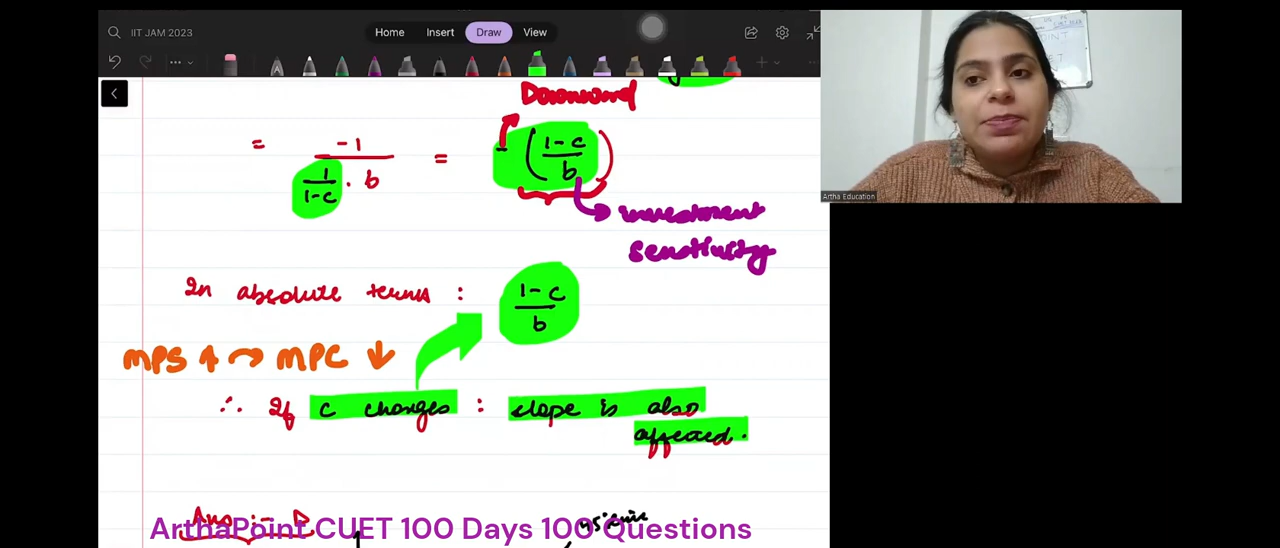 IIT JAM 2023
Home Insert Draw View
Downward
= -1 / (1/(1-c) · b) = - ( (1-c)/b )
investment
sensitivity
In absolute terms : (1-c)/b
MPS ↑ → MPC ↓
∴ If c changes : slope is also
affected.
Ans :- D
ArthaPoint CUET 100 Days 100 Questions
Artha Education